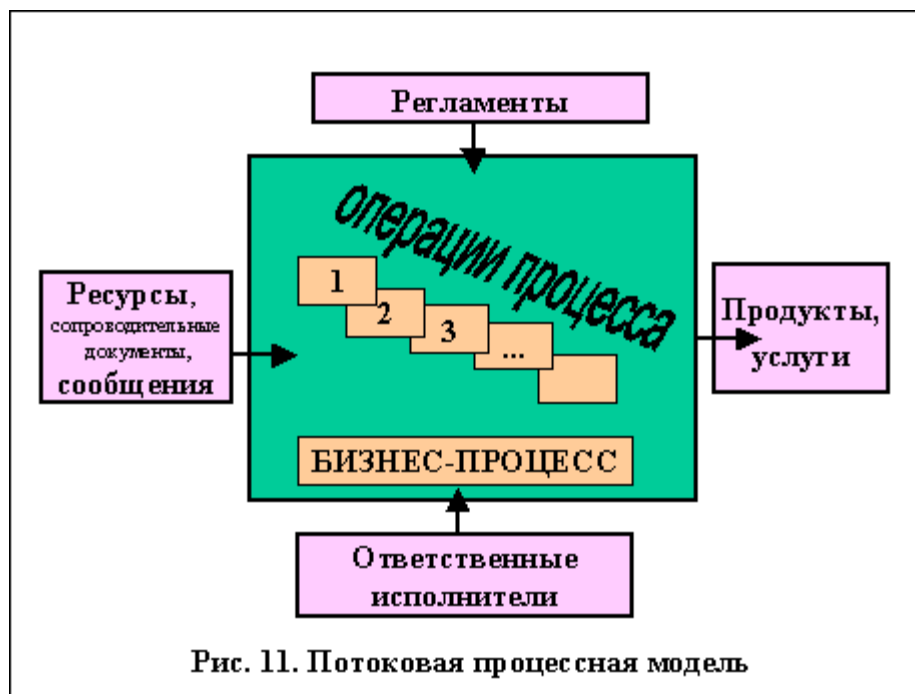 Регламенты
операции процесса
Ресурсы,
сопроводительные
документы,
сообщения
1
2
3
...
Продукты,
услуги
БИЗНЕС-ПРОЦЕСС
Ответственные
исполнители
Рис. 11. Потоковая процессная модель